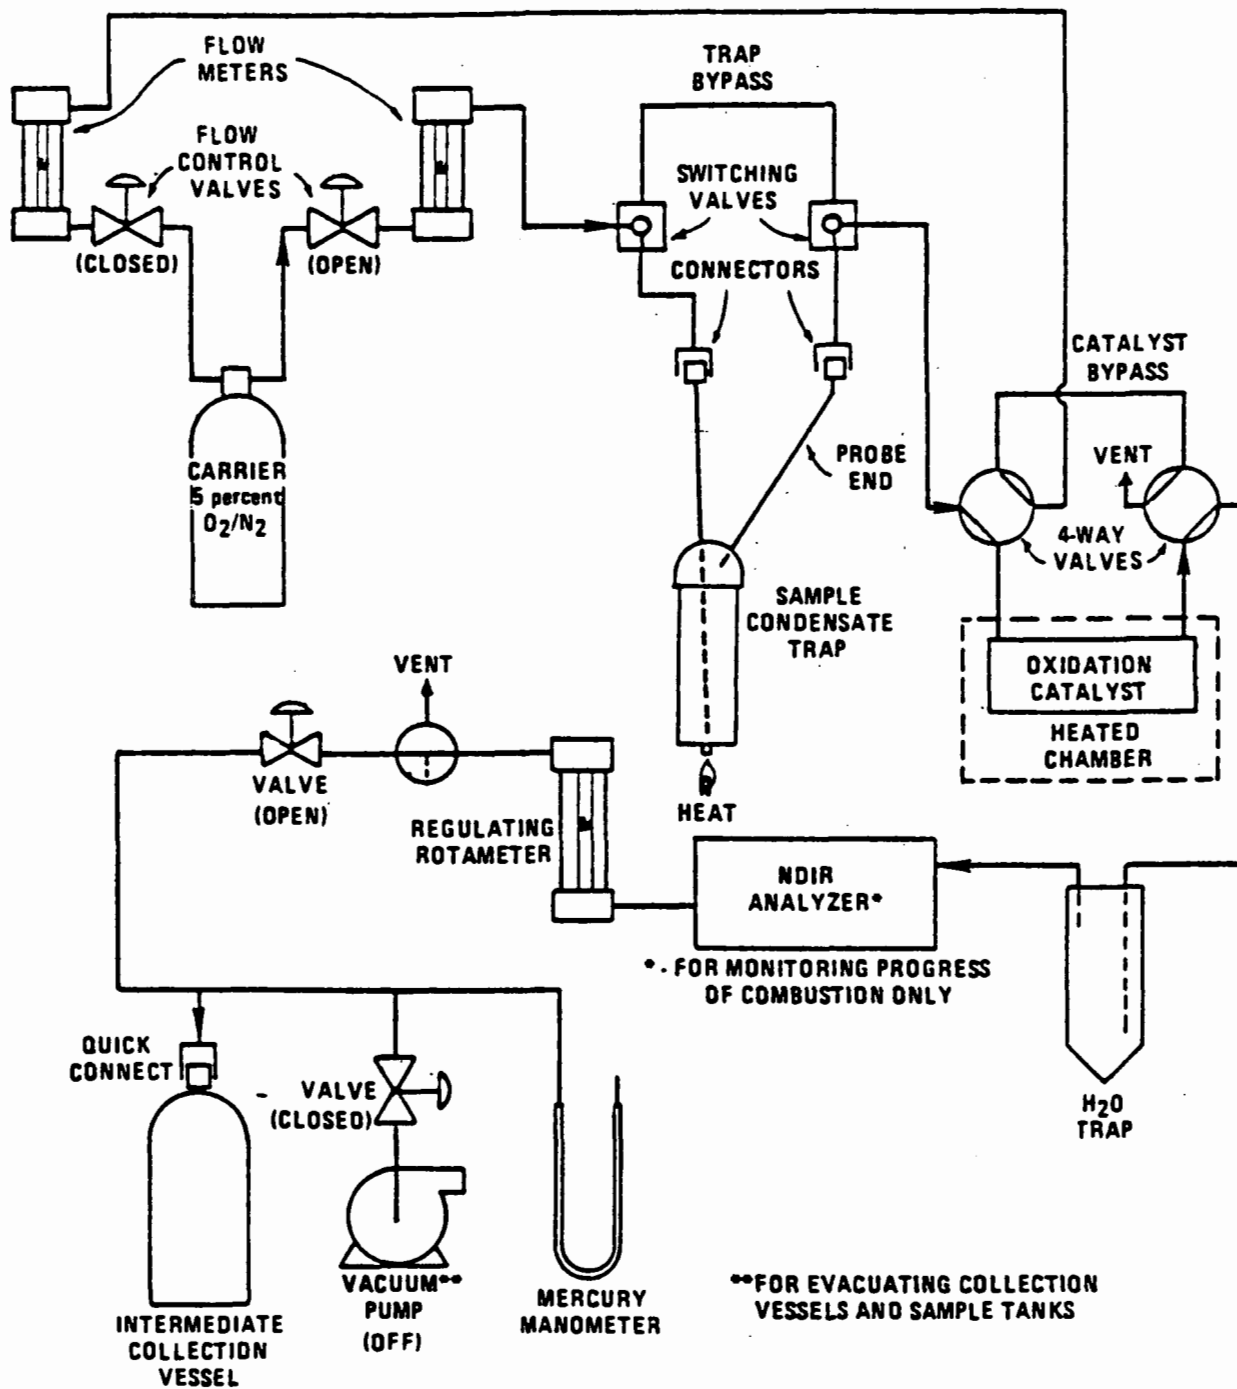 FLOW
METERS
TRAP
BYPASS
FLOW
CONTROL
VALVES
SWITCHING
VALVES
(CLOSED)
(OPEN)
CONNECTORS
CATALYST
BYPASS
CARRIER
5 percent
O2/N2
PROBE
END
VENT
4-WAY
VALVES
SAMPLE
CONDENSATE
TRAP
OXIDATION
CATALYST
HEATED
CHAMBER
VENT
VALVE
(OPEN)
HEAT
REGULATING
ROTAMETER
NDIR
ANALYZER*
* - FOR MONITORING PROGRESS
OF COMBUSTION ONLY
QUICK
CONNECT
VALVE
(CLOSED)
H2O
TRAP
VACUUM**
PUMP
(OFF)
MERCURY
MANOMETER
**FOR EVACUATING COLLECTION
VESSELS AND SAMPLE TANKS
INTERMEDIATE
COLLECTION
VESSEL